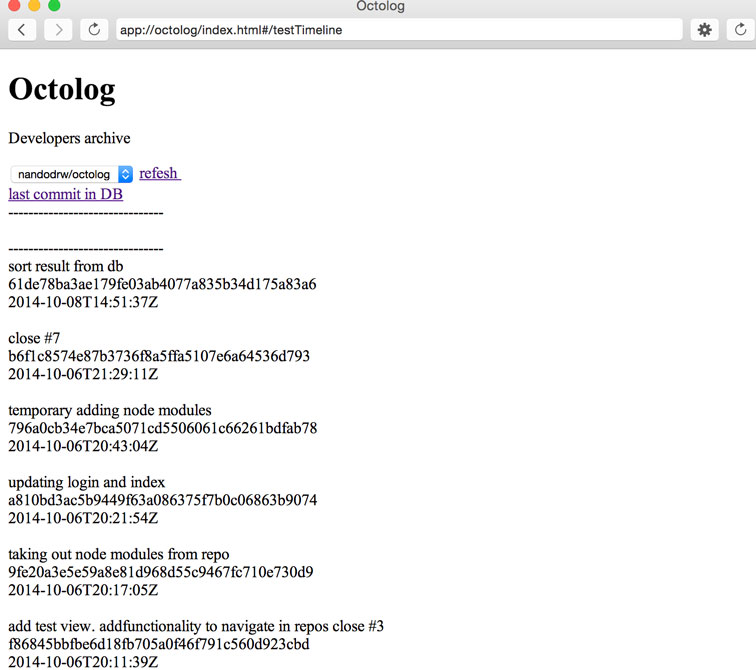 Octolog
app://octolog/index.html#/testTimeline
Octolog
Developers archive
nandodrw/octolog refesh
last commit in DB
-------------------------------
-------------------------------
sort result from db
61de78ba3ae179fe03ab4077a835b34d175a83a6
2014-10-08T14:51:37Z
close #7
b6f1c8574e87b3736f8a5ffa5107e6a64536d793
2014-10-06T21:29:11Z
temporary adding node modules
796a0cb34e7bca5071cd5506061c66261bdfab78
2014-10-06T20:43:04Z
updating login and index
a810bd3ac5b9449f63a086375f7b0c06863b9074
2014-10-06T20:21:54Z
taking out node modules from repo
9fe20a3e5e59a8e81d968d55c9467fc710e730d9
2014-10-06T20:17:05Z
add test view. addfunctionality to navigate in repos close #3
f86845bbfbe6d18fb705a0f46f791c560d923cbd
2014-10-06T20:11:39Z